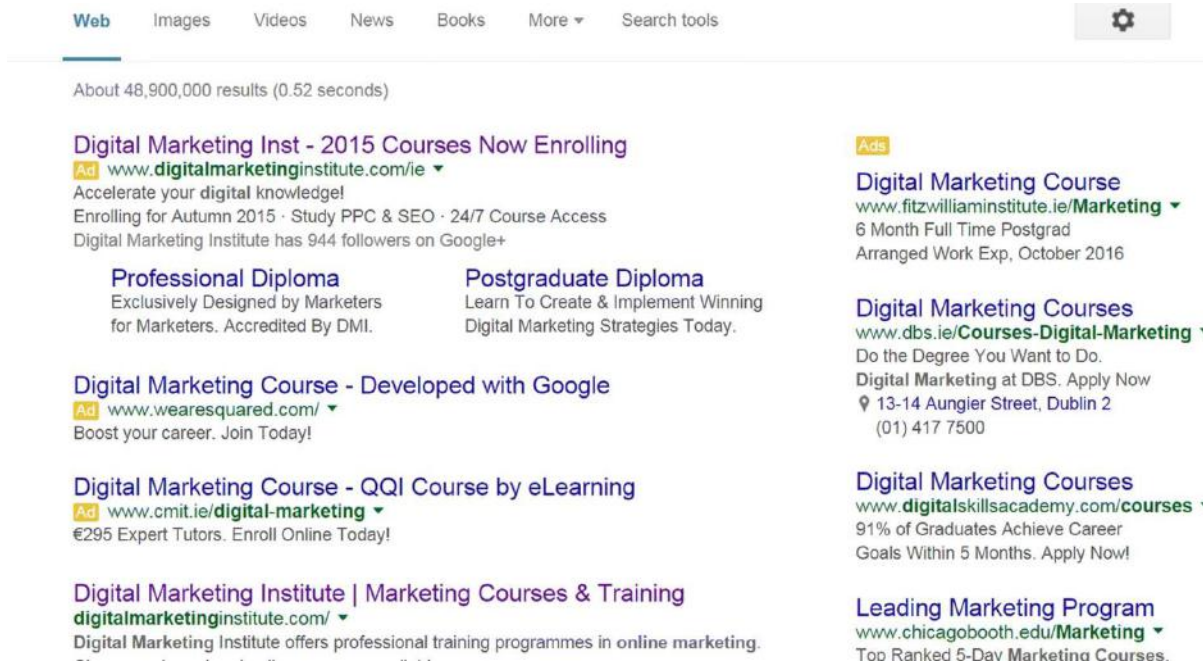 Web Images Videos News Books More Search tools
About 48,900,000 results (0.52 seconds)
Digital Marketing Inst - 2015 Courses Now Enrolling
Ad www.digitalmarketinginstitute.com/ie
Accelerate your digital knowledge!
Enrolling for Autumn 2015 · Study PPC & SEO · 24/7 Course Access
Digital Marketing Institute has 944 followers on Google+
Professional Diploma
Exclusively Designed by Marketers
for Marketers. Accredited By DMI.
Postgraduate Diploma
Learn To Create & Implement Winning
Digital Marketing Strategies Today.
Digital Marketing Course - Developed with Google
Ad www.wearesquared.com/
Boost your career. Join Today!
Digital Marketing Course - QQI Course by eLearning
Ad www.cmit.ie/digital-marketing
€295 Expert Tutors. Enroll Online Today!
Digital Marketing Institute | Marketing Courses & Training
digitalmarketinginstitute.com/
Digital Marketing Institute offers professional training programmes in online marketing.
Ads
Digital Marketing Course
www.fitzwilliaminstitute.ie/Marketing
6 Month Full Time Postgrad
Arranged Work Exp, October 2016
Digital Marketing Courses
www.dbs.ie/Courses-Digital-Marketing
Do the Degree You Want to Do.
Digital Marketing at DBS. Apply Now
13-14 Aungier Street, Dublin 2
(01) 417 7500
Digital Marketing Courses
www.digitalskillsacademy.com/courses
91% of Graduates Achieve Career
Goals Within 5 Months. Apply Now!
Leading Marketing Program
www.chicagobooth.edu/Marketing
Top Ranked 5-Day Marketing Courses.